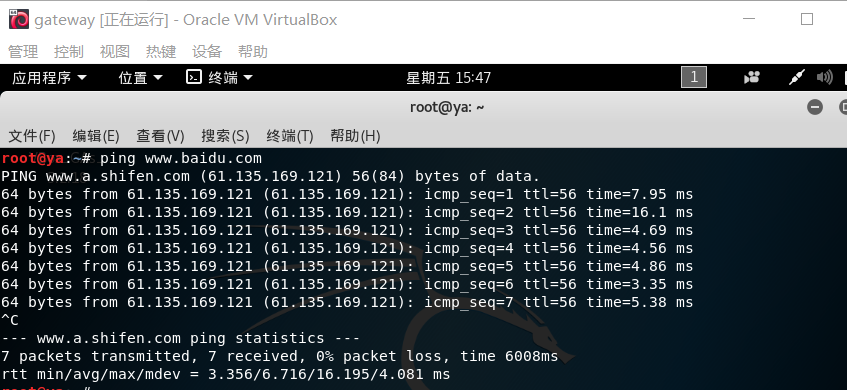 gateway [正在运行] - Oracle VM VirtualBox
管理 控制 视图 热键 设备 帮助
应用程序 位置 终端 星期五 15:47 1
root@ya: ~
文件(F) 编辑(E) 查看(V) 搜索(S) 终端(T) 帮助(H)
root@ya:~# ping www.baidu.com
PING www.a.shifen.com (61.135.169.121) 56(84) bytes of data.
64 bytes from 61.135.169.121 (61.135.169.121): icmp_seq=1 ttl=56 time=7.95 ms
64 bytes from 61.135.169.121 (61.135.169.121): icmp_seq=2 ttl=56 time=16.1 ms
64 bytes from 61.135.169.121 (61.135.169.121): icmp_seq=3 ttl=56 time=4.69 ms
64 bytes from 61.135.169.121 (61.135.169.121): icmp_seq=4 ttl=56 time=4.56 ms
64 bytes from 61.135.169.121 (61.135.169.121): icmp_seq=5 ttl=56 time=4.86 ms
64 bytes from 61.135.169.121 (61.135.169.121): icmp_seq=6 ttl=56 time=3.35 ms
64 bytes from 61.135.169.121 (61.135.169.121): icmp_seq=7 ttl=56 time=5.38 ms
^C
--- www.a.shifen.com ping statistics ---
7 packets transmitted, 7 received, 0% packet loss, time 6008ms
rtt min/avg/max/mdev = 3.356/6.716/16.195/4.081 ms